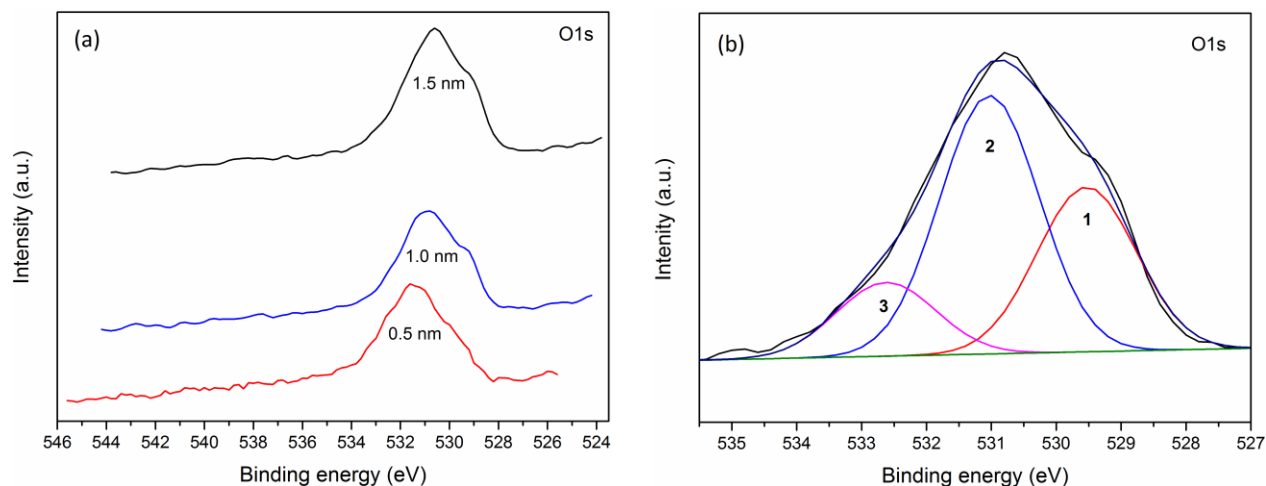 (a)
O1s
1.5 nm
1.0 nm
0.5 nm
Intensity (a.u.)
546 544 542 540 538 536 534 532 530 528 526 524
Binding energy (eV)
(b)
O1s
2
1
3
Intenity (a.u.)
535 534 533 532 531 530 529 528 527
Binding energy (eV)